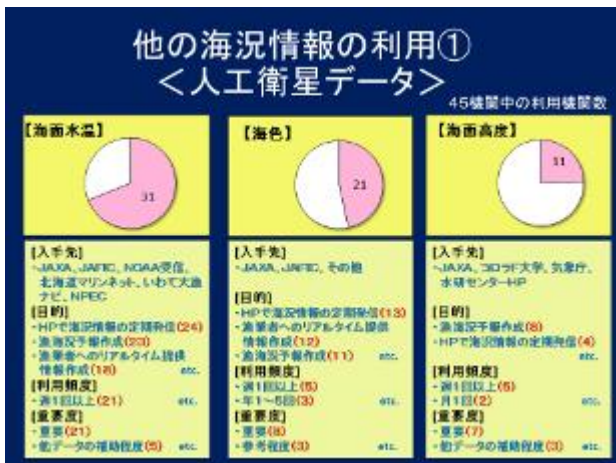 他の海況情報の利用①
＜人工衛星データ＞
45機関中の利用機関数
【海面水温】
31
[入手先]
・JAXA、JAFIC、NOAA受信、
北海道マリンネット、いわて大漁
ナビ、NPEC
[目的]
・HPで海況情報の定期発信(24)
・漁海況予報作成(23)
・漁業者へのリアルタイム提供
情報作成(18) etc.
[利用頻度]
・週1回以上(21) etc.
[重要度]
・重要(21)
・他データの補助程度(5) etc.
【海色】
21
[入手先]
・JAXA、JAFIC、その他
[目的]
・HPで海況情報の定期発信(13)
・漁業者へのリアルタイム提供
情報作成(12)
・漁海況予報作成(11) etc.
[利用頻度]
・週1回以上(5)
・年1～5回(3) etc.
[重要度]
・重要(8)
・参考程度(3) etc.
【海面高度】
11
[入手先]
・JAXA、コロラド大学、気象庁、
水研センターHP
[目的]
・漁海況予報作成(8)
・HPで海況情報の定期発信(4)
etc.
[利用頻度]
・週1回以上(5)
・月1回(2) etc.
[重要度]
・重要(7)
・他データの補助程度(3) etc.